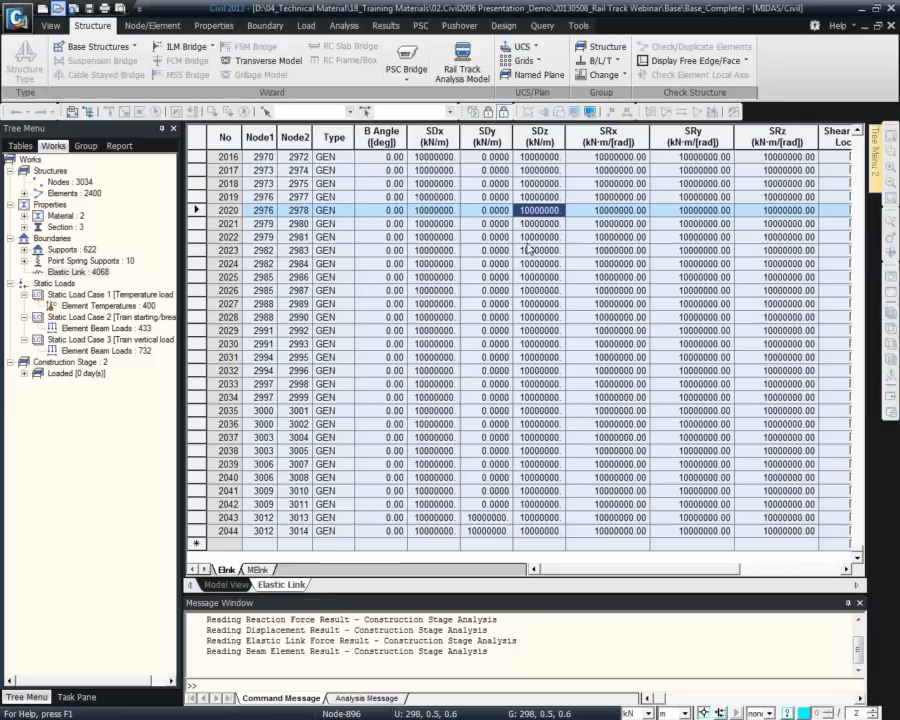 Civil 2013 - [D:\04_Technical Material\18_Training Materials\02.Civil2006 Presentation_Demo\20130508_Rail Track Webinar\Base\Base_Complete] - [MIDAS/Civil]
View Structure Node/Element Properties Boundary Load Analysis Results PSC Pushover Design Query Tools Help
Base Structures ILM Bridge FSM Bridge RC Slab Bridge UCS Structure Check/Duplicate Elements
Suspension Bridge FCM Bridge Transverse Model RC Frame/Box Grids B/L/T Display Free Edge/Face
Structure Type Cable Stayed Bridge MSS Bridge Grillage Model PSC Bridge Rail Track Analysis Model Named Plane Change Check Element Local Axis
Type Wizard UCS/Plan Group Check Structure
Tree Menu
Tables Works Group Report
Works
Structures
Nodes : 3034
Elements : 2400
Properties
Material : 2
Section : 3
Boundaries
Supports : 622
Point Spring Supports : 10
Elastic Link : 4068
Static Loads
Static Load Case 1 [Temperature load
Element Temperatures : 400
Static Load Case 2 [Train starting/brea
Element Beam Loads : 433
Static Load Case 3 [Train vertical load
Element Beam Loads : 732
Construction Stage : 2
Loaded [0 day(s)]
Tree Menu Task Pane
No Node1 Node2 Type B Angle ([deg]) SDx (kN/m) SDy (kN/m) SDz (kN/m) SRx (kN·m/[rad]) SRy (kN·m/[rad]) SRz (kN·m/[rad]) Shear Loc
2016 2970 2972 GEN 0.00 10000000. 0.0000 10000000. 10000000.00 10000000.00 10000000.00
2017 2973 2974 GEN 0.00 10000000. 0.0000 10000000. 10000000.00 10000000.00 10000000.00
2018 2973 2975 GEN 0.00 10000000. 0.0000 10000000. 10000000.00 10000000.00 10000000.00
2019 2976 2977 GEN 0.00 10000000. 0.0000 10000000. 10000000.00 10000000.00 10000000.00
2020 2976 2978 GEN 0.00 10000000. 0.0000 10000000. 10000000.00 10000000.00 10000000.00
2021 2979 2980 GEN 0.00 10000000. 0.0000 10000000. 10000000.00 10000000.00 10000000.00
2022 2979 2981 GEN 0.00 10000000. 0.0000 10000000. 10000000.00 10000000.00 10000000.00
2023 2982 2983 GEN 0.00 10000000. 0.0000 10000000. 10000000.00 10000000.00 10000000.00
2024 2982 2984 GEN 0.00 10000000. 0.0000 10000000. 10000000.00 10000000.00 10000000.00
2025 2985 2986 GEN 0.00 10000000. 0.0000 10000000. 10000000.00 10000000.00 10000000.00
2026 2985 2987 GEN 0.00 10000000. 0.0000 10000000. 10000000.00 10000000.00 10000000.00
2027 2988 2989 GEN 0.00 10000000. 0.0000 10000000. 10000000.00 10000000.00 10000000.00
2028 2988 2990 GEN 0.00 10000000. 0.0000 10000000. 10000000.00 10000000.00 10000000.00
2029 2991 2992 GEN 0.00 10000000. 0.0000 10000000. 10000000.00 10000000.00 10000000.00
2030 2991 2993 GEN 0.00 10000000. 0.0000 10000000. 10000000.00 10000000.00 10000000.00
2031 2994 2995 GEN 0.00 10000000. 0.0000 10000000. 10000000.00 10000000.00 10000000.00
2032 2994 2996 GEN 0.00 10000000. 0.0000 10000000. 10000000.00 10000000.00 10000000.00
2033 2997 2998 GEN 0.00 10000000. 0.0000 10000000. 10000000.00 10000000.00 10000000.00
2034 2997 2999 GEN 0.00 10000000. 0.0000 10000000. 10000000.00 10000000.00 10000000.00
2035 3000 3001 GEN 0.00 10000000. 0.0000 10000000. 10000000.00 10000000.00 10000000.00
2036 3000 3002 GEN 0.00 10000000. 0.0000 10000000. 10000000.00 10000000.00 10000000.00
2037 3003 3004 GEN 0.00 10000000. 0.0000 10000000. 10000000.00 10000000.00 10000000.00
2038 3003 3005 GEN 0.00 10000000. 0.0000 10000000. 10000000.00 10000000.00 10000000.00
2039 3006 3007 GEN 0.00 10000000. 0.0000 10000000. 10000000.00 10000000.00 10000000.00
2040 3006 3008 GEN 0.00 10000000. 0.0000 10000000. 10000000.00 10000000.00 10000000.00
2041 3009 3010 GEN 0.00 10000000. 0.0000 10000000. 10000000.00 10000000.00 10000000.00
2042 3009 3011 GEN 0.00 10000000. 0.0000 10000000. 10000000.00 10000000.00 10000000.00
2043 3012 3013 GEN 0.00 10000000. 10000000. 10000000. 10000000.00 10000000.00 10000000.00
2044 3012 3014 GEN 0.00 10000000. 10000000. 10000000. 10000000.00 10000000.00 10000000.00
Elnk MElnk
Model View Elastic Link
Tree Menu 2
Message Window
Reading Reaction Force Result - Construction Stage Analysis
Reading Displacement Result - Construction Stage Analysis
Reading Elastic Link Force Result - Construction Stage Analysis
Reading Beam Element Result - Construction Stage Analysis
>>
Command Message Analysis Message
For Help, press F1 Node-896 U: 298, 0.5, 0.6 G: 298, 0.5, 0.6 kN m non 0 / 2